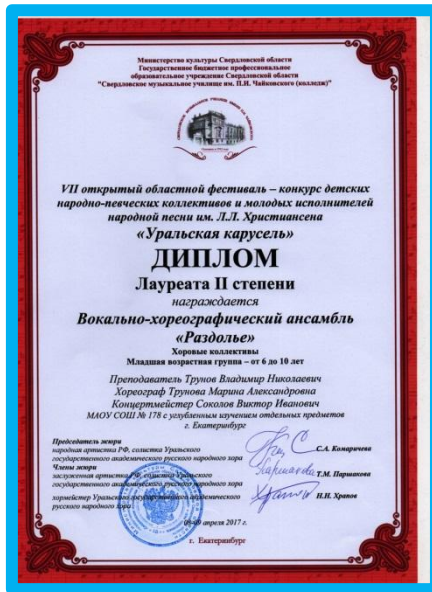 Министерство культуры Свердловской области
Государственное бюджетное профессиональное
образовательное учреждение Свердловской области
"Свердловское музыкальное училище им. П.И. Чайковского (колледж)"
VII открытый областной фестиваль – конкурс детских
народно-певческих коллективов и молодых исполнителей
народной песни им. Л.Л. Христиансена
«Уральская карусель»
ДИПЛОМ
Лауреата II степени
награждается
Вокально-хореографический ансамбль
«Раздолье»
Хоровые коллективы
Младшая возрастная группа – от 6 до 10 лет
Преподаватель Трунов Владимир Николаевич
Хореограф Трунова Марина Александровна
Концертмейстер Соколов Виктор Иванович
МАОУ СОШ № 178 с углубленным изучением отдельных предметов
г. Екатеринбург
Председатель жюри
народная артистка РФ, солистка Уральского
государственного академического русского народного хора
С.А. Комаричева
Члены жюри
заслуженная артистка РФ, солистка Уральского
государственного академического русского народного хора
Паршакова Т.М. Паршакова
хормейстер Уральского государственного академического
русского народного хора
Н.Н. Храпов
апреля 2017 г.
г. Екатеринбург